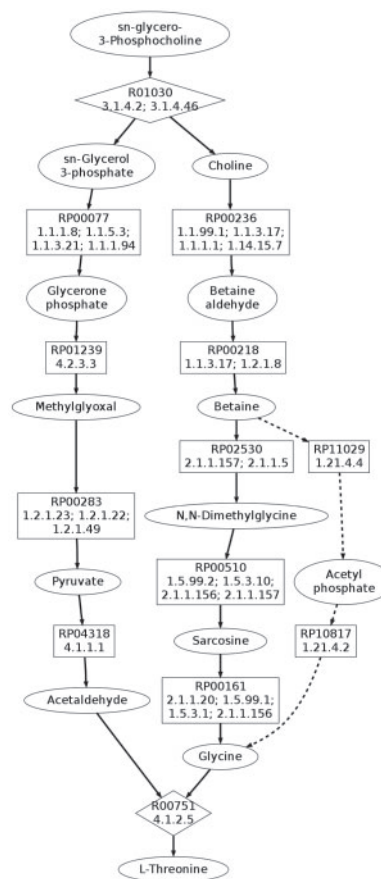 sn-glycero-
3-Phosphocholine
R01030
3.1.4.2; 3.1.4.46
sn-Glycerol
3-phosphate
Choline
RP00077
1.1.1.8; 1.1.5.3;
1.1.3.21; 1.1.1.94
RP00236
1.1.99.1; 1.1.3.17;
1.1.1.1; 1.14.15.7
Glycerone
phosphate
Betaine
aldehyde
RP01239
4.2.3.3
RP00218
1.1.3.17; 1.2.1.8
Methylglyoxal
Betaine
RP02530
2.1.1.157; 2.1.1.5
RP11029
1.21.4.4
RP00283
1.2.1.23; 1.2.1.22;
1.2.1.49
N,N-Dimethylglycine
RP00510
1.5.99.2; 1.5.3.10;
2.1.1.156; 2.1.1.157
Pyruvate
Acetyl
phosphate
RP04318
4.1.1.1
Sarcosine
RP10817
1.21.4.2
Acetaldehyde
RP00161
2.1.1.20; 1.5.99.1;
1.5.3.1; 2.1.1.156
Glycine
R00751
4.1.2.5
L-Threonine